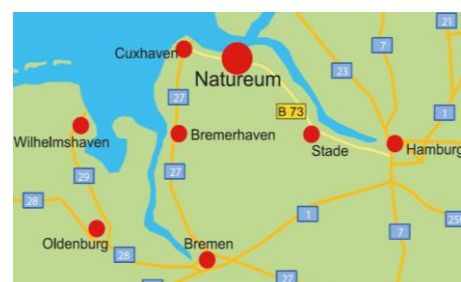 21
7
Cuxhaven
23
Natureum
27
B 73
1
Wilhelmshaven
Bremerhaven
Stade
Hamburg
29
27
28
1
7
Oldenburg
Bremen
28
27